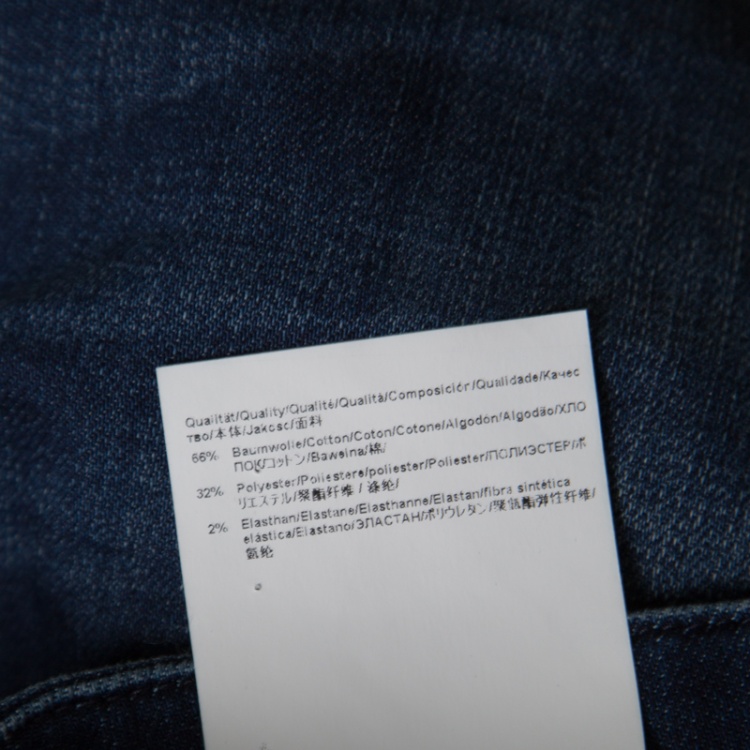 Qualität/Quality/Qualité/Qualità/Composición/Qualidade/Качес
тво/本体/Jakosc/面料
66% Baumwolle/Cotton/Coton/Cotone/Algodón/Algodão/ХЛО
ПОК/コットン/Bawelna/棉/
32% Polyester/Poliestere/poliester/Poliester/ПОЛИЭСТЕР/ポ
リエステル/聚酯纤维 / 涤纶/
2% Elasthan/Elastane/Elasthanne/Elastan/fibra sintética
elástica/Elastano/ЭЛАСТАН/ポリウレタン/聚氨酯弹性纤维/
氨纶